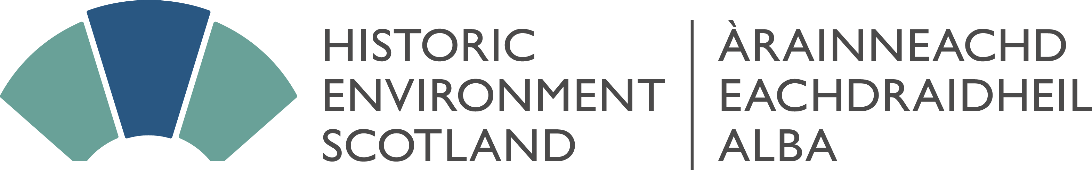 HISTORIC
ENVIRONMENT
SCOTLAND
ÀRAINNEACHD
EACHDRAIDHEIL
ALBA